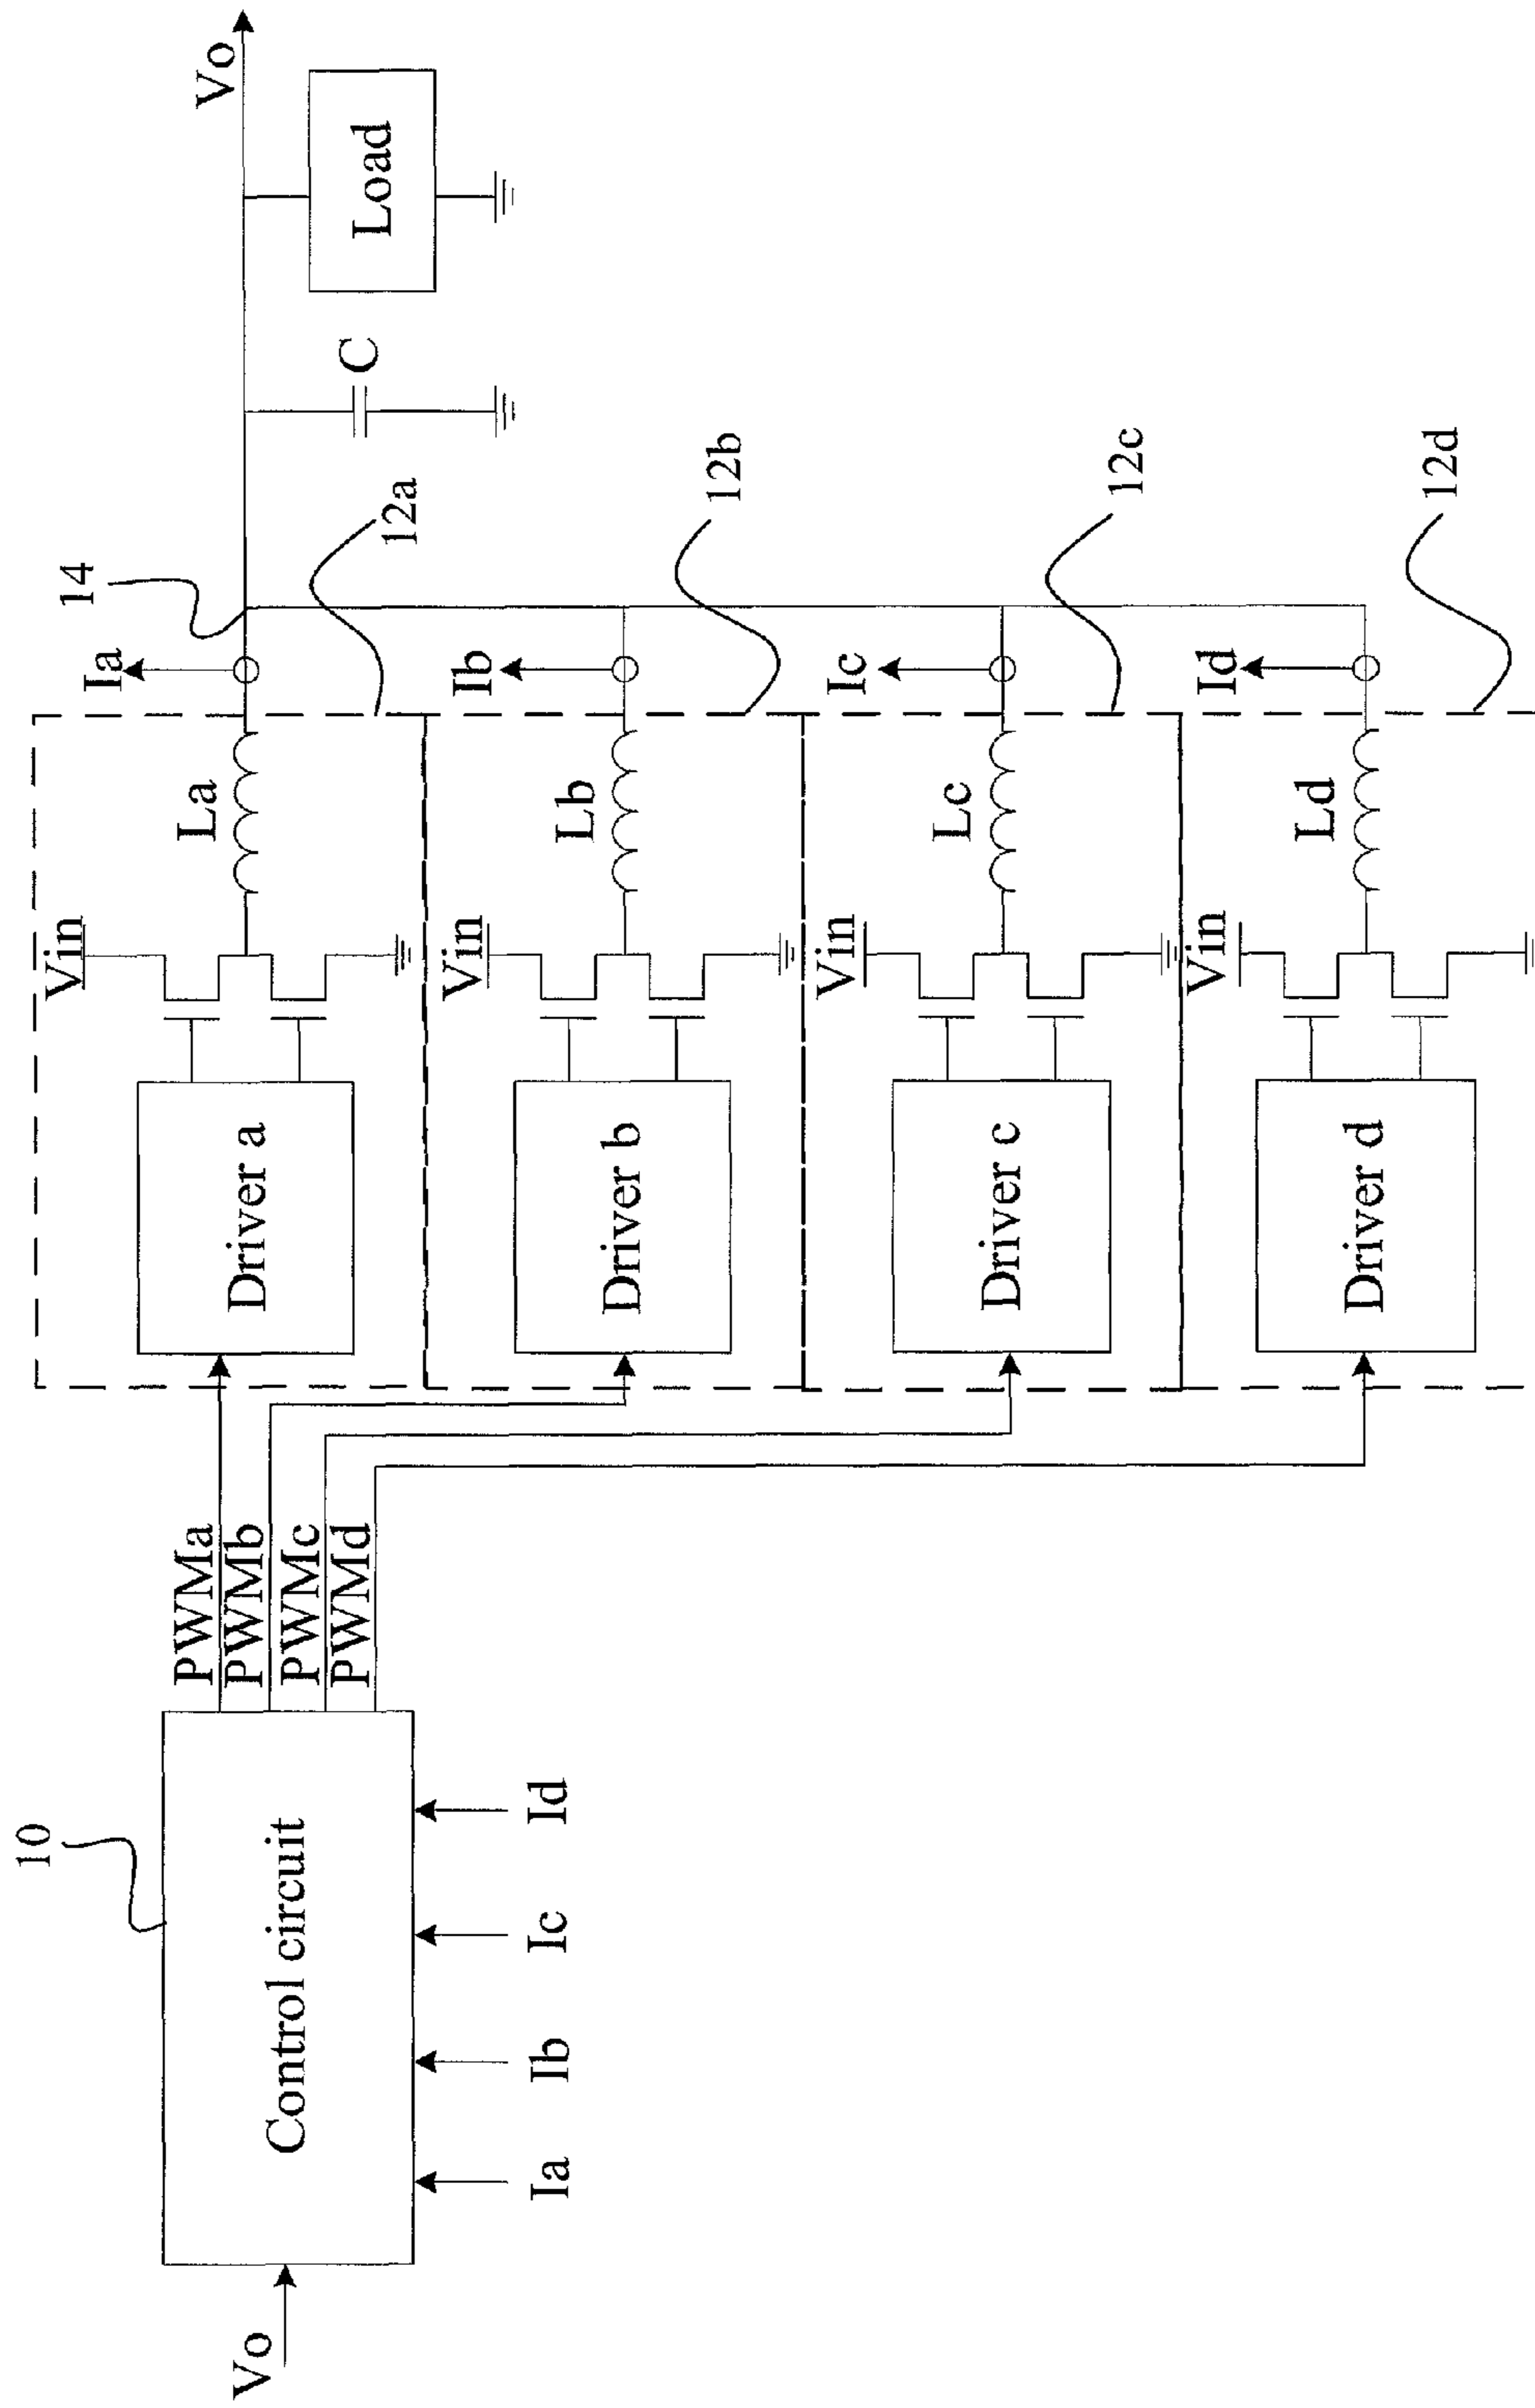 10
Control circuit
Vo
Ia
Ib
Ic
Id
PWMa
PWMb
PWMc
PWMd
Driver a
Vin
La
Ia
14
12a
Driver b
Vin
Lb
Ib
12b
Driver c
Vin
Lc
Ic
12c
Driver d
Vin
Ld
Id
12d
C
Load
Vo